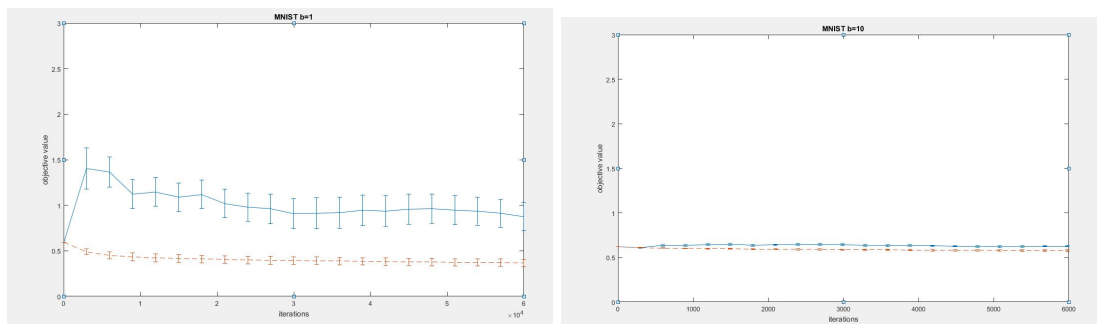 MNIST b=1
3
2.5
2
1.5
1
0.5
0
objective value
0 1 2 3 4 5 6
×10^4
iterations
MNIST b=10
3
2.5
2
1.5
1
0.5
0
objective value
0 1000 2000 3000 4000 5000 6000
iterations